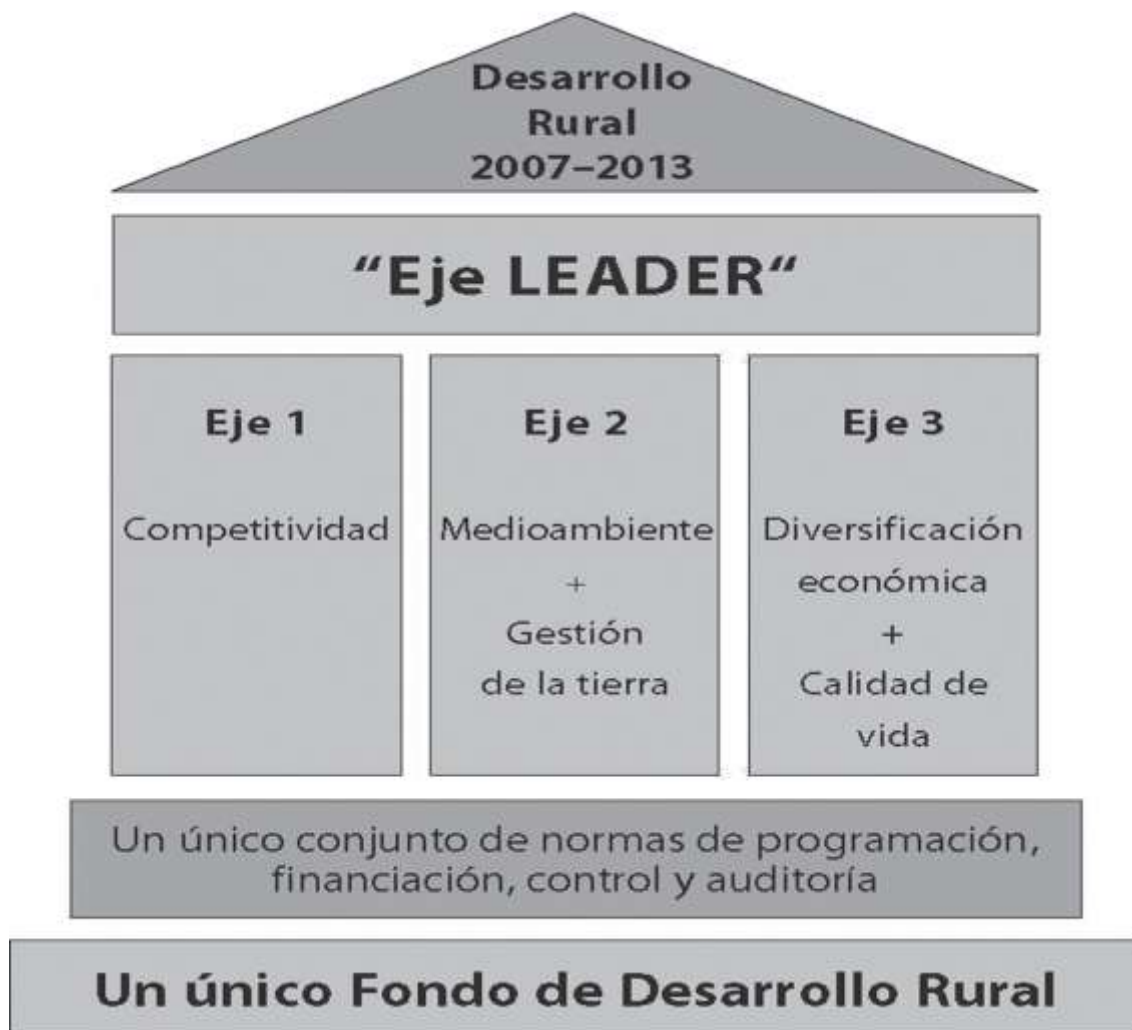 Desarrollo
Rural
2007–2013
“Eje LEADER“
Eje 1
Competitividad
Eje 2
Medioambiente
+
Gestión
de la tierra
Eje 3
Diversificación
económica
+
Calidad de
vida
Un único conjunto de normas de programación,
financiación, control y auditoría
Un único Fondo de Desarrollo Rural